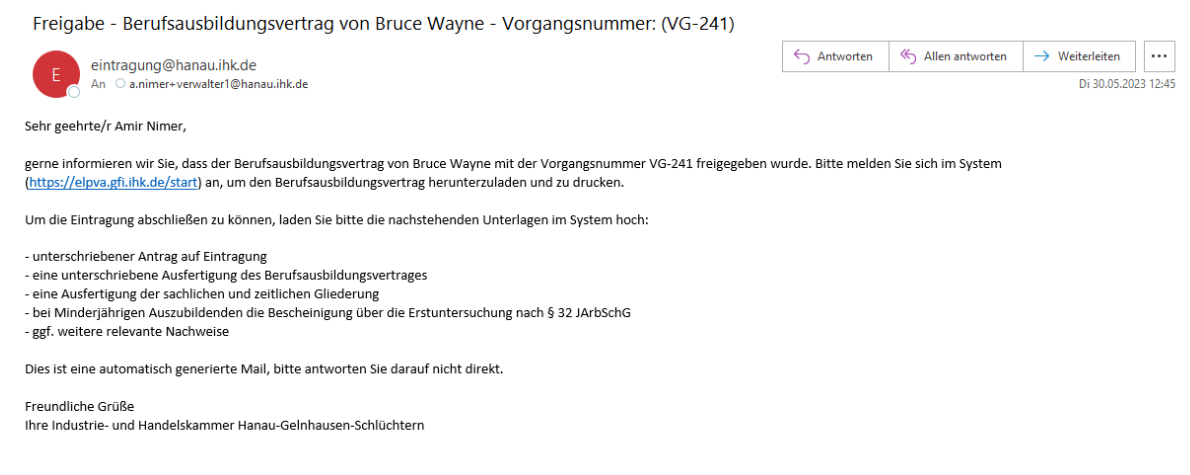 Freigabe - Berufsausbildungsvertrag von Bruce Wayne - Vorgangsnummer: (VG-241)
E
eintragung@hanau.ihk.de
An a.nimer+verwalter1@hanau.ihk.de
Antworten
Allen antworten
Weiterleiten
...
Di 30.05.2023 12:45
Sehr geehrte/r Amir Nimer,
gerne informieren wir Sie, dass der Berufsausbildungsvertrag von Bruce Wayne mit der Vorgangsnummer VG-241 freigegeben wurde. Bitte melden Sie sich im System
(https://elpva.gfi.ihk.de/start) an, um den Berufsausbildungsvertrag herunterzuladen und zu drucken.
Um die Eintragung abschließen zu können, laden Sie bitte die nachstehenden Unterlagen im System hoch:
- unterschriebener Antrag auf Eintragung
- eine unterschriebene Ausfertigung des Berufsausbildungsvertrages
- eine Ausfertigung der sachlichen und zeitlichen Gliederung
- bei Minderjährigen Auszubildenden die Bescheinigung über die Erstuntersuchung nach § 32 JArbSchG
- ggf. weitere relevante Nachweise
Dies ist eine automatisch generierte Mail, bitte antworten Sie darauf nicht direkt.
Freundliche Grüße
Ihre Industrie- und Handelskammer Hanau-Gelnhausen-Schlüchtern